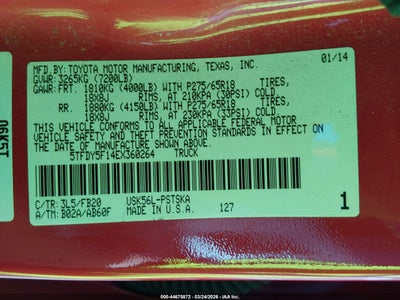 MFD.BY:TOYOTA MOTOR MANUFACTURING, TEXAS, INC. 01/14
GVWR: 3265KG (7200LB)
GAWR:FRT. 1810KG (4000LB) WITH P275/65R18 TIRES,
18X8J RIMS, AT 210KPA (30PSI) COLD.
RR. 1880KG (4150LB) WITH P275/65R18 TIRES,
18X8J RIMS, AT 230KPA (33PSI) COLD.
THIS VEHICLE CONFORMS TO ALL APPLICABLE FEDERAL MOTOR
VEHICLE SAFETY AND THEFT PREVENTION STANDARDS IN EFFECT ON
THE DATE OF MANUFACTURE SHOWN ABOVE.
5TFDY5F14EX360264 TRUCK
C/TR: 3L5/FB20 USK56L-PSTSKA
A/TM: B02A/AB60F MADE IN U.S.A. 127 1
06K5T
000-44675872 - 03/24/2026 - IAA Inc.